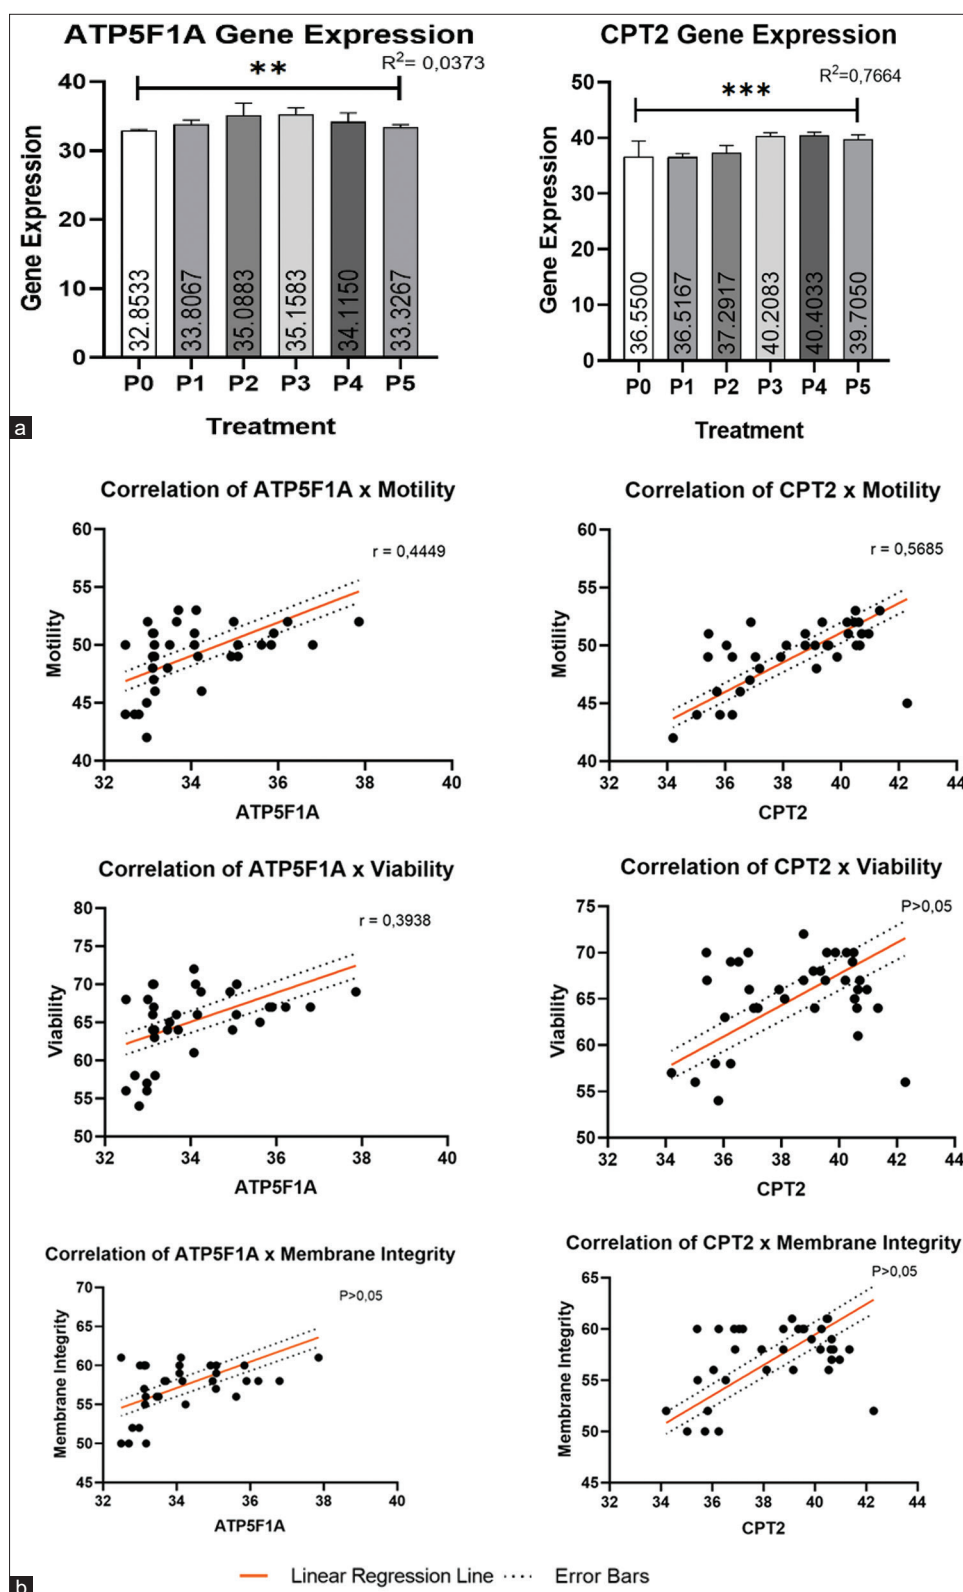 ATP5F1A Gene Expression
R²= 0,0373
**
40
30
20
10
0
Gene Expression
32.8533
33.8067
35.0883
35.1583
34.1150
33.3267
P0 P1 P2 P3 P4 P5
Treatment
CPT2 Gene Expression
R²=0,7664
***
50
40
30
20
10
0
Gene Expression
36.5500
36.5167
37.2917
40.2083
40.4033
39.7050
P0 P1 P2 P3 P4 P5
Treatment
a
Correlation of ATP5F1A x Motility
r = 0,4449
60
55
50
45
40
Motility
32 34 36 38 40
ATP5F1A
Correlation of CPT2 x Motility
r = 0,5685
60
55
50
45
40
Motility
32 34 36 38 40 42 44
CPT2
Correlation of ATP5F1A x Viability
r = 0,3938
80
75
70
65
60
55
50
Viability
32 34 36 38 40
ATP5F1A
Correlation of CPT2 x Viability
P>0,05
75
70
65
60
55
50
Viability
32 34 36 38 40 42 44
CPT2
Correlation of ATP5F1A x Membrane Integrity
P>0,05
70
65
60
55
50
45
Membrane Integrity
32 34 36 38 40
ATP5F1A
Correlation of CPT2 x Membrane Integrity
P>0,05
65
60
55
50
45
Membrane Integrity
32 34 36 38 40 42 44
CPT2
Linear Regression Line
Error Bars
b